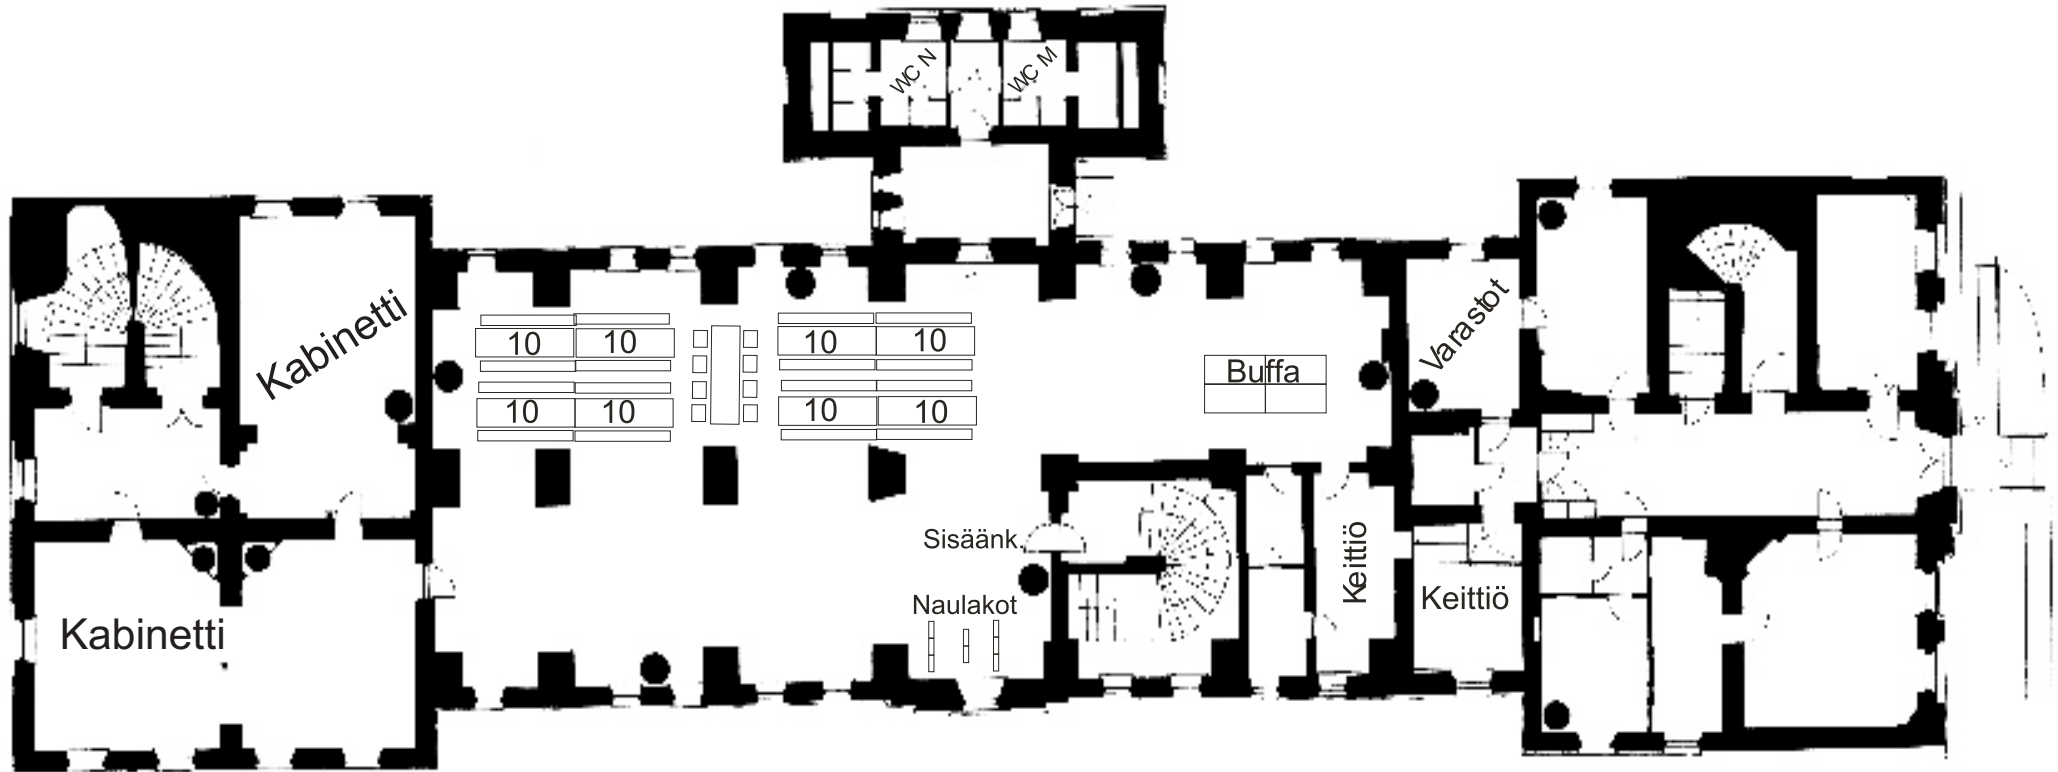 WC N
WC M
Kabinetti
Varastot
10
10
10
10
Buffa
10
10
10
10
Sisäänk.
Keittiö
Naulakot
Keittiö
Kabinetti